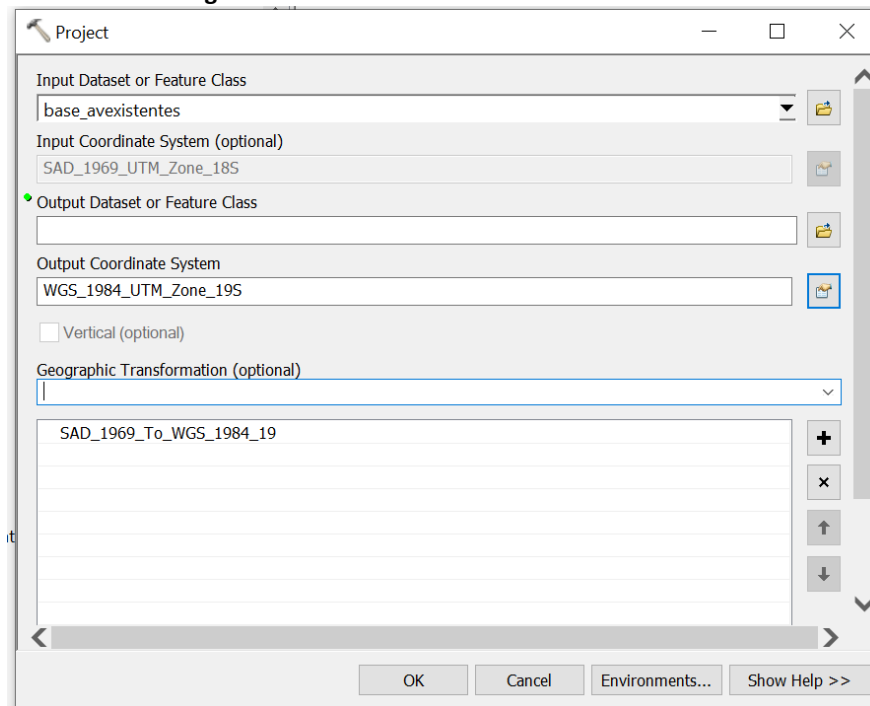 Project
Input Dataset or Feature Class
base_avexistentes
Input Coordinate System (optional)
SAD_1969_UTM_Zone_18S
Output Dataset or Feature Class
Output Coordinate System
WGS_1984_UTM_Zone_19S
Vertical (optional)
Geographic Transformation (optional)
SAD_1969_To_WGS_1984_19
OK Cancel Environments... Show Help >>